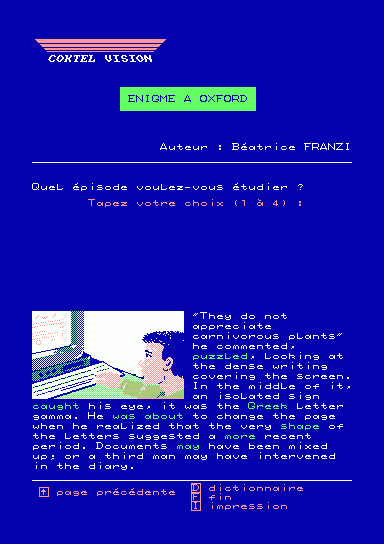 COKTEL VISION
ENIGME A OXFORD
Auteur : Béatrice FRANZI
Quel épisode voulez-vous étudier ?
Tapez votre choix (1 à 4) :
"They do not
appreciate
carnivorous plants"
he commented,
puzzled, looking at
the dense writing
covering the screen.
In the middle of it,
an isolated sign
caught his eye, it was the Greek letter
gamma. He was about to change the page
when he realized that the very shape of
the letters suggested a more recent
period. Documents may have been mixed
up; or a third man may have intervened
in the diary.
↑ page précédente
D dictionnaire
F fin
I impression